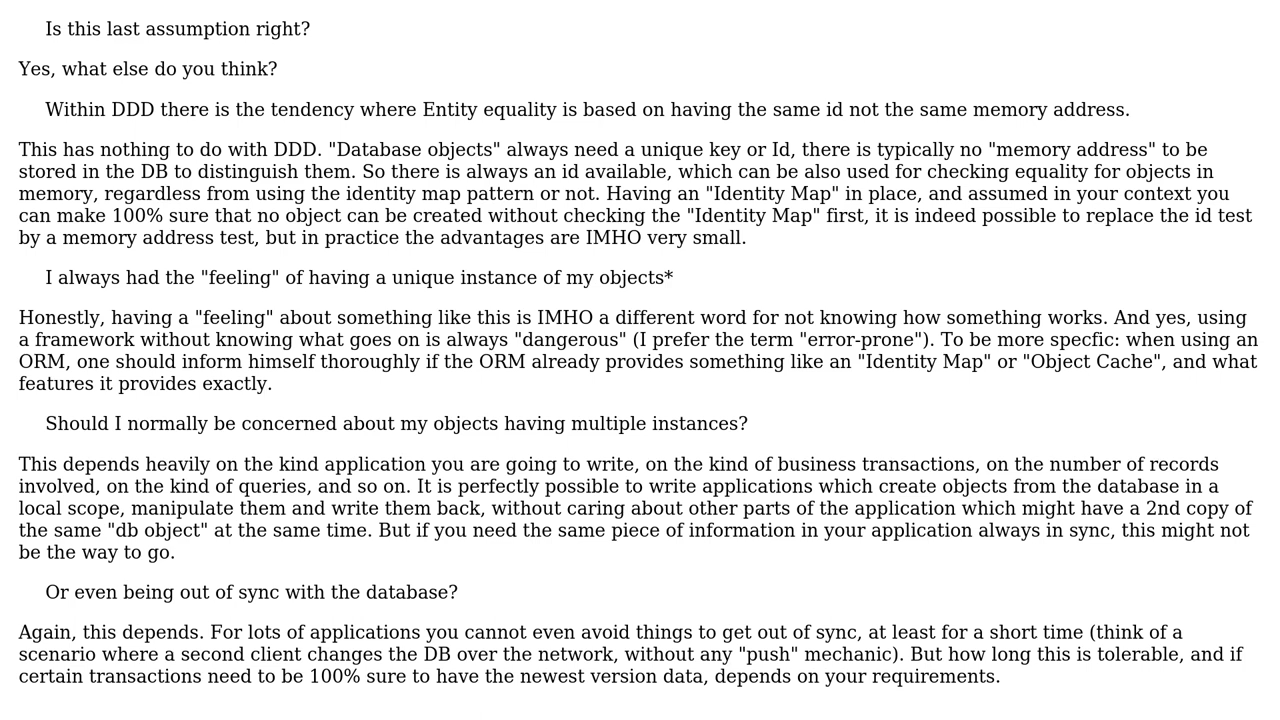 Is this last assumption right?
Yes, what else do you think?
Within DDD there is the tendency where Entity equality is based on having the same id not the same memory address.
This has nothing to do with DDD. "Database objects" always need a unique key or Id, there is typically no "memory address" to be
stored in the DB to distinguish them. So there is always an id available, which can be also used for checking equality for objects in
memory, regardless from using the identity map pattern or not. Having an "Identity Map" in place, and assumed in your context you
can make 100% sure that no object can be created without checking the "Identity Map" first, it is indeed possible to replace the id test
by a memory address test, but in practice the advantages are IMHO very small.
I always had the "feeling" of having a unique instance of my objects*
Honestly, having a "feeling" about something like this is IMHO a different word for not knowing how something works. And yes, using
a framework without knowing what goes on is always "dangerous" (I prefer the term "error-prone"). To be more specfic: when using an
ORM, one should inform himself thoroughly if the ORM already provides something like an "Identity Map" or "Object Cache", and what
features it provides exactly.
Should I normally be concerned about my objects having multiple instances?
This depends heavily on the kind application you are going to write, on the kind of business transactions, on the number of records
involved, on the kind of queries, and so on. It is perfectly possible to write applications which create objects from the database in a
local scope, manipulate them and write them back, without caring about other parts of the application which might have a 2nd copy of
the same "db object" at the same time. But if you need the same piece of information in your application always in sync, this might not
be the way to go.
Or even being out of sync with the database?
Again, this depends. For lots of applications you cannot even avoid things to get out of sync, at least for a short time (think of a
scenario where a second client changes the DB over the network, without any "push" mechanic). But how long this is tolerable, and if
certain transactions need to be 100% sure to have the newest version data, depends on your requirements.